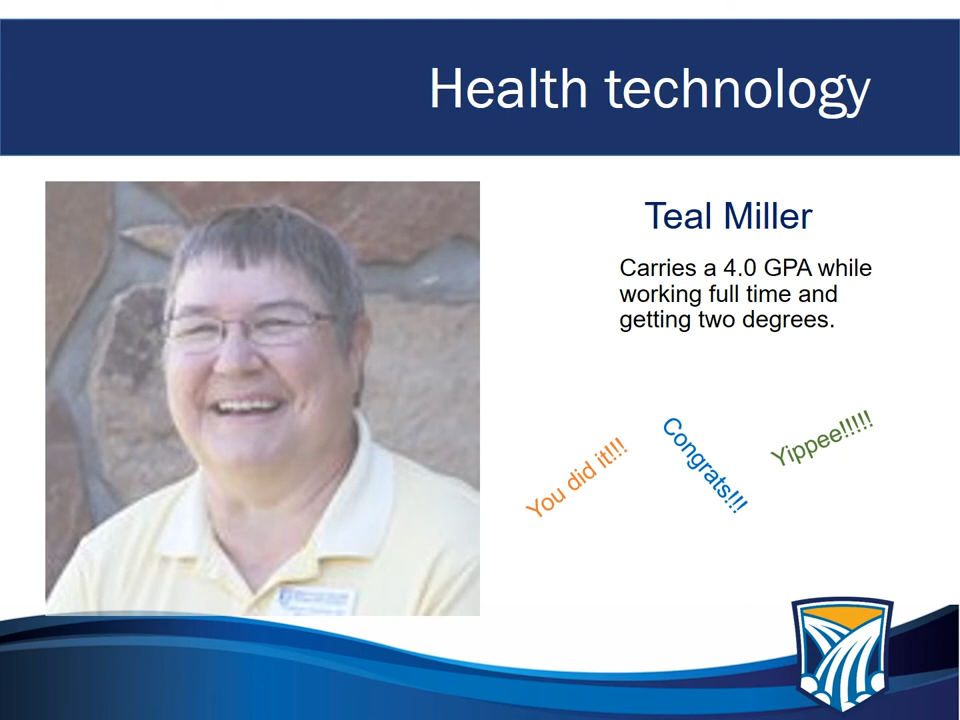 Health technology
Teal Miller
Carries a 4.0 GPA while
working full time and
getting two degrees.
You did it!!!
Congrats!!!
Yippee!!!!!